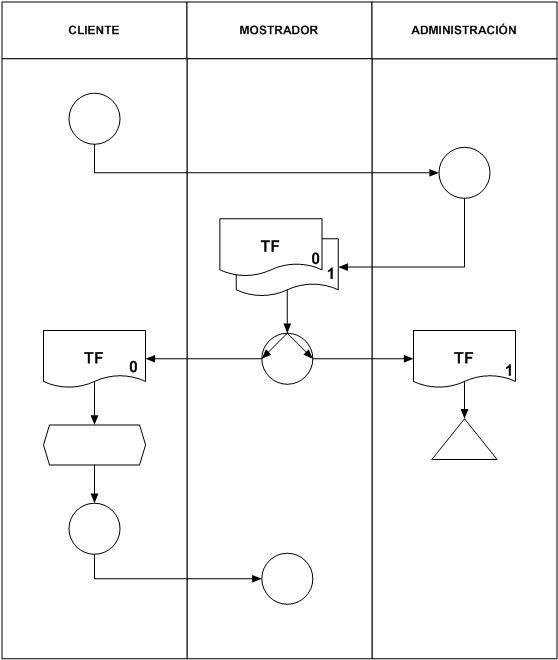 CLIENTE
MOSTRADOR
ADMINISTRACIÓN
TF
0
1
TF
0
TF
1